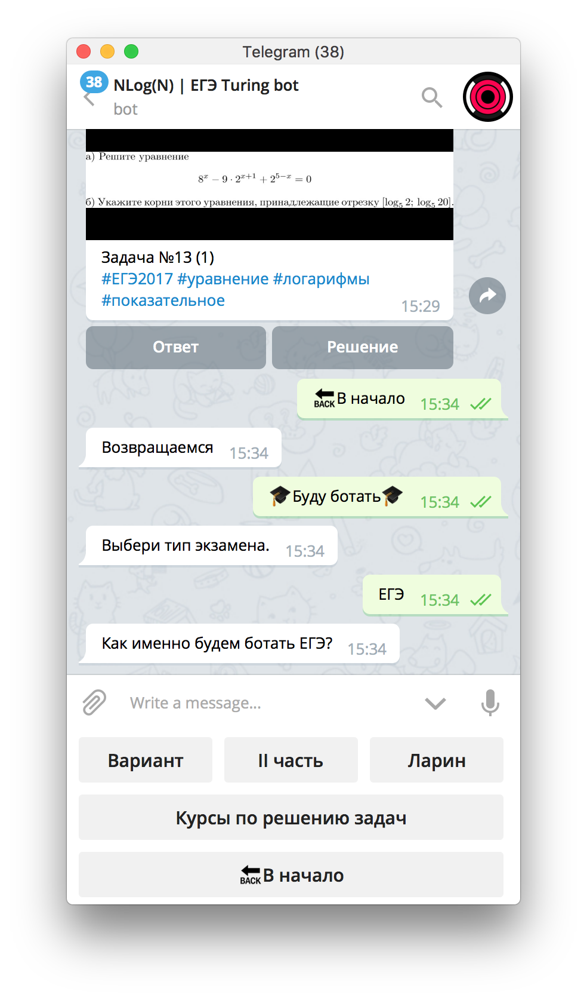 Telegram (38)
38
NLog(N) | ЕГЭ Turing bot
bot
а) Решите уравнение
8^x − 9 · 2^{x+1} + 2^{5−x} = 0
б) Укажите корни этого уравнения, принадлежащие отрезку [log₅ 2; log₅ 20].
Задача №13 (1)
#ЕГЭ2017 #уравнение #логарифмы
#показательное
15:29
Ответ
Решение
BACK В начало 15:34
Возвращаемся 15:34
🎓Буду ботать🎓 15:34
Выбери тип экзамена. 15:34
ЕГЭ 15:34
Как именно будем ботать ЕГЭ? 15:34
Write a message...
Вариант
II часть
Ларин
Курсы по решению задач
BACK В начало